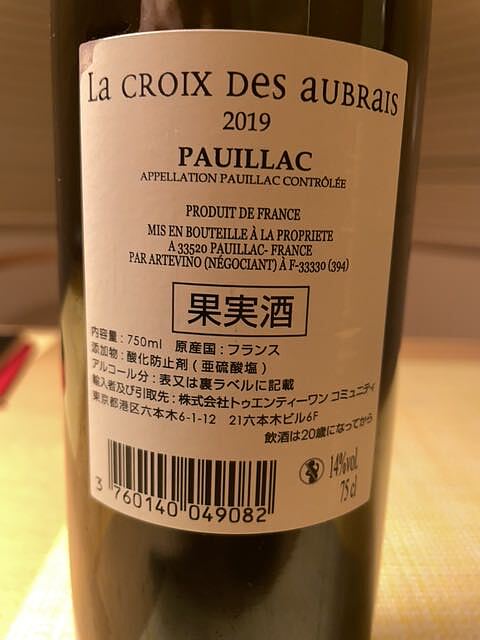 La CROIX Des aUBRaIS
2019
PAUILLAC
APPELLATION PAUILLAC CONTRÔLÉE
PRODUIT DE FRANCE
MIS EN BOUTEILLE À LA PROPRIETE
A 33520 PAUILLAC- FRANCE
PAR ARTEVINO (NÉGOCIANT) À F-33330 (394)
果実酒
内容量：750ml 原産国：フランス
添加物：酸化防止剤（亜硫酸塩）
アルコール分：表又は裏ラベルに記載
輸入者及び引取先：株式会社トゥエンティーワン コミュニティ
東京都港区六本木6-1-12 21六本木ビル6F
飲酒は20歳になってから
14%vol.
75 cl
3 760140 049082